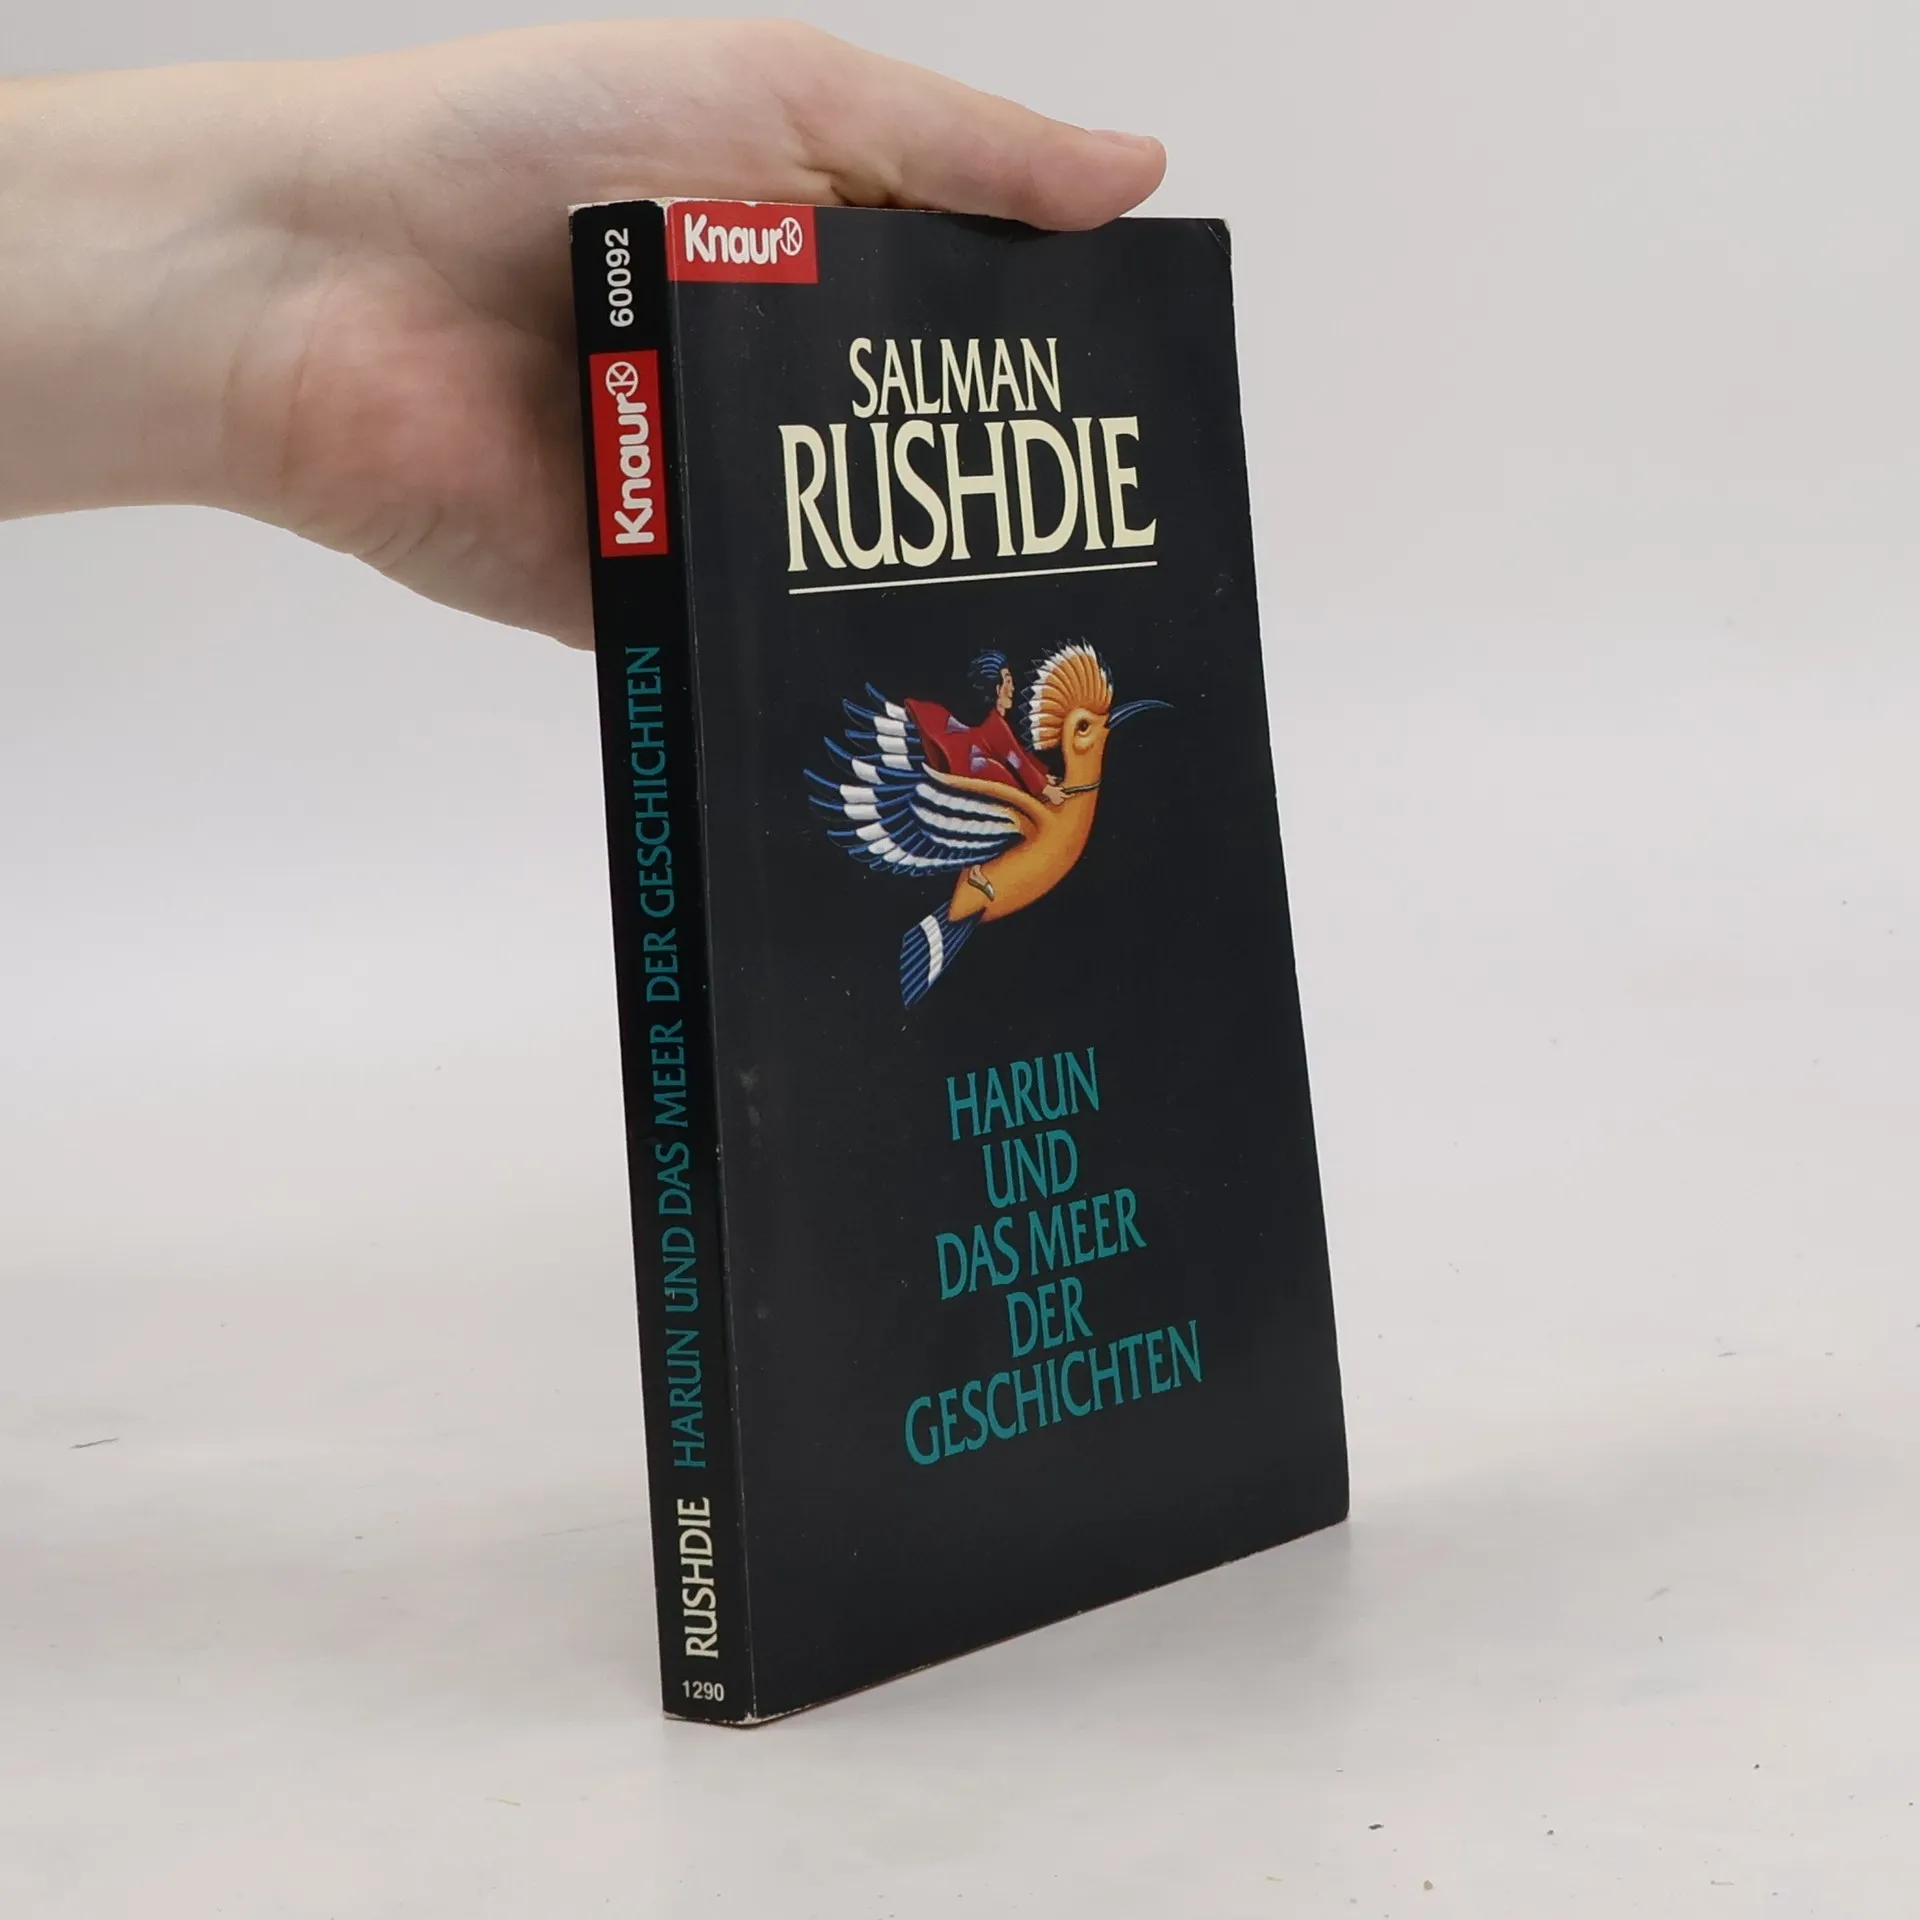 60092
Knaur
HARUN UND DAS MEER DER GESCHICHTEN
RUSHDIE
1290
Knaur
SALMAN
RUSHDIE
HARUN
UND
DAS MEER
DER
GESCHICHTEN